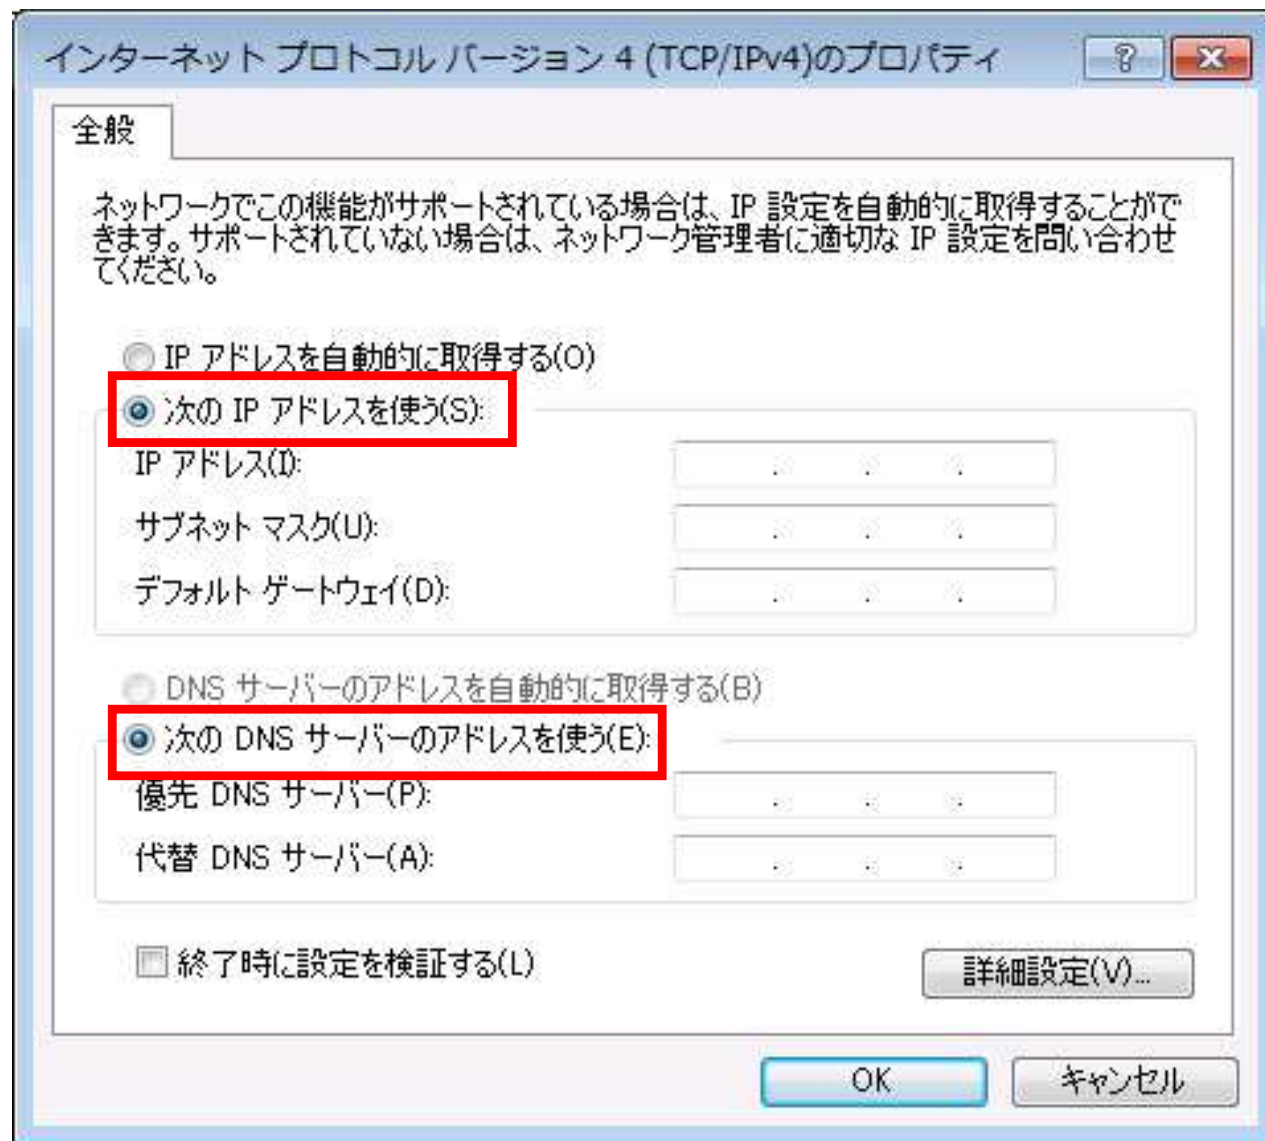 インターネット プロトコル バージョン 4 (TCP/IPv4)のプロパティ
全般
ネットワークでこの機能がサポートされている場合は、IP 設定を自動的に取得することがで
きます。サポートされていない場合は、ネットワーク管理者に適切な IP 設定を問い合わせ
てください。
IP アドレスを自動的に取得する(O)
次の IP アドレスを使う(S):
IP アドレス(I):
サブネット マスク(U):
デフォルト ゲートウェイ(D):
DNS サーバーのアドレスを自動的に取得する(B)
次の DNS サーバーのアドレスを使う(E):
優先 DNS サーバー(P):
代替 DNS サーバー(A):
終了時に設定を検証する(L)
詳細設定(V)...
OK
キャンセル